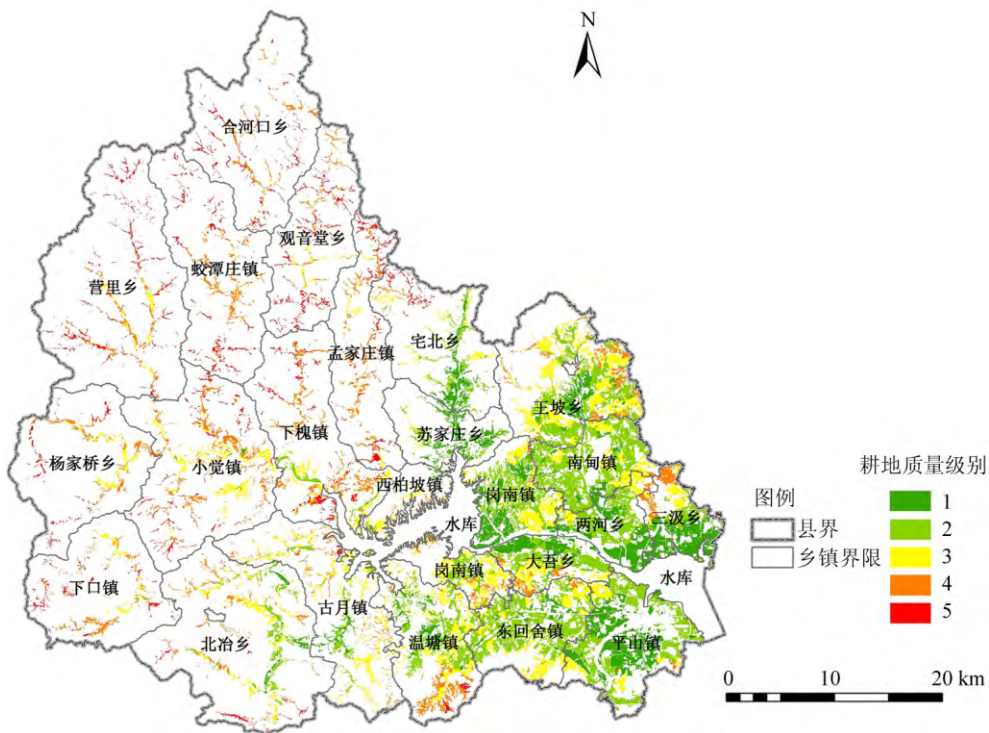 N
合河口乡
观音堂乡
蛟潭庄镇
营里乡
宅北乡
孟家庄镇
王坡乡
下槐镇
苏家庄乡
杨家桥乡
小觉镇
南甸镇
西柏坡镇
岗南镇
水库
两河乡
三汲乡
大吾乡
岗南镇
水库
下口镇
古月镇
北冶乡
温塘镇
东回舍镇
平山镇
耕地质量级别
图例
县界
乡镇界限
1
2
3
4
5
0 10 20 km